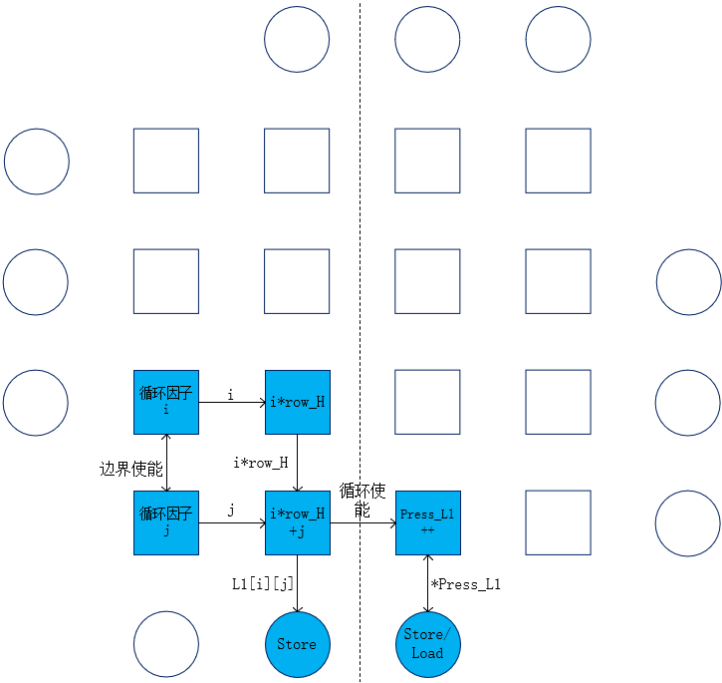 循环因子
i
i
i*row_H
边界使能
i*row_H
循环使
能
循环因子
j
j
i*row_H
+j
Press_L1
++
L1[i][j]
*Press_L1
Store
Store/
Load